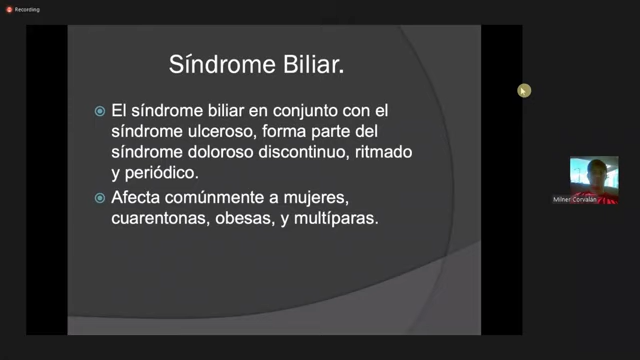 Recording
Síndrome Biliar.
El síndrome biliar en conjunto con el
síndrome ulceroso, forma parte del
síndrome doloroso discontinuo, ritmado
y periódico.
Afecta comúnmente a mujeres,
cuarentonas, obesas, y multíparas.
Milner Corvalán